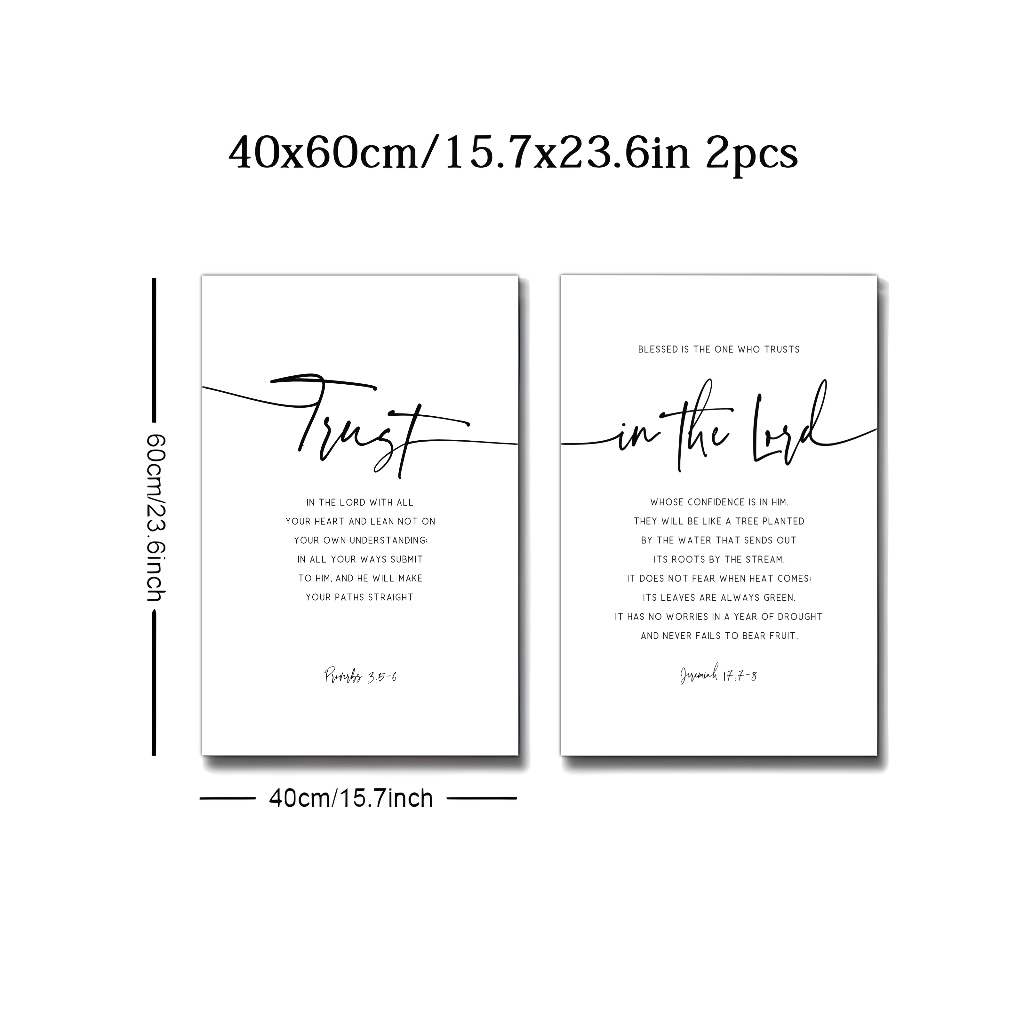 40x60cm/15.7x23.6in 2pcs
60cm/23.6inch
Trust
IN THE LORD WITH ALL
YOUR HEART AND LEAN NOT ON
YOUR OWN UNDERSTANDING;
IN ALL YOUR WAYS SUBMIT
TO HIM, AND HE WILL MAKE
YOUR PATHS STRAIGHT
Proverbs 3.5-6
BLESSED IS THE ONE WHO TRUSTS
in the Lord
WHOSE CONFIDENCE IS IN HIM.
THEY WILL BE LIKE A TREE PLANTED
BY THE WATER THAT SENDS OUT
ITS ROOTS BY THE STREAM.
IT DOES NOT FEAR WHEN HEAT COMES;
ITS LEAVES ARE ALWAYS GREEN.
IT HAS NO WORRIES IN A YEAR OF DROUGHT
AND NEVER FAILS TO BEAR FRUIT.
Jeremiah 17.7-8
40cm/15.7inch